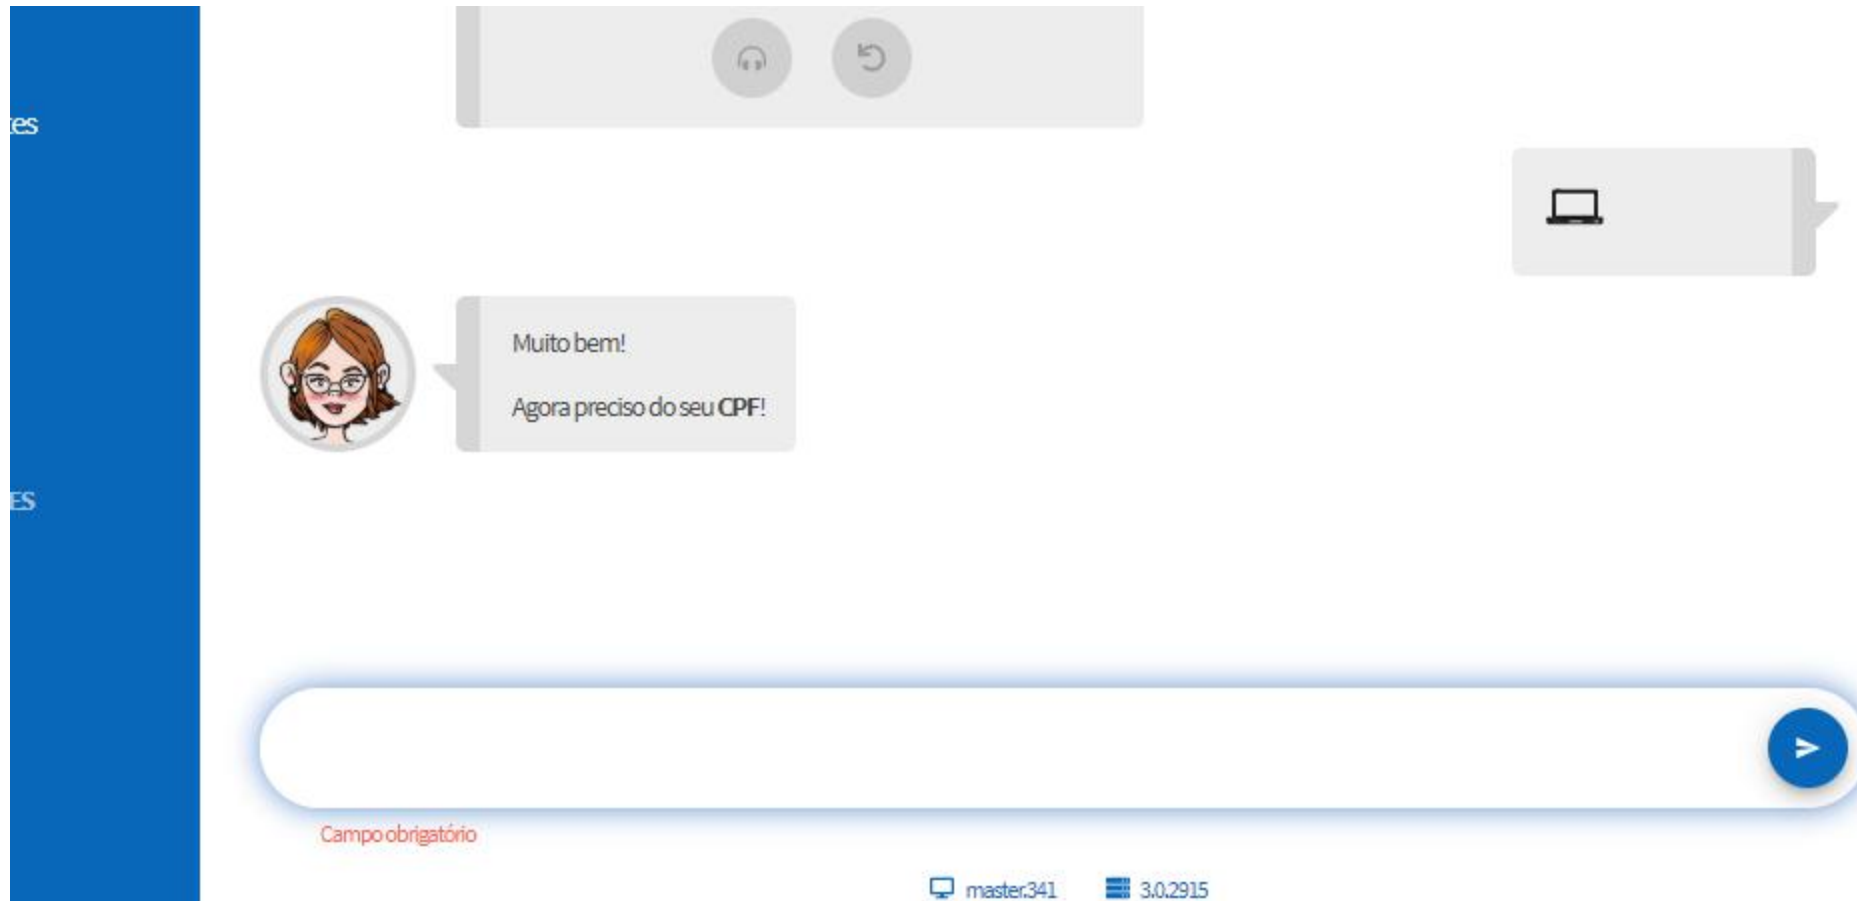 tes
Muito bem!
Agora preciso do seu CPF!
ES
Campo obrigatório
master.341
3.0.2915